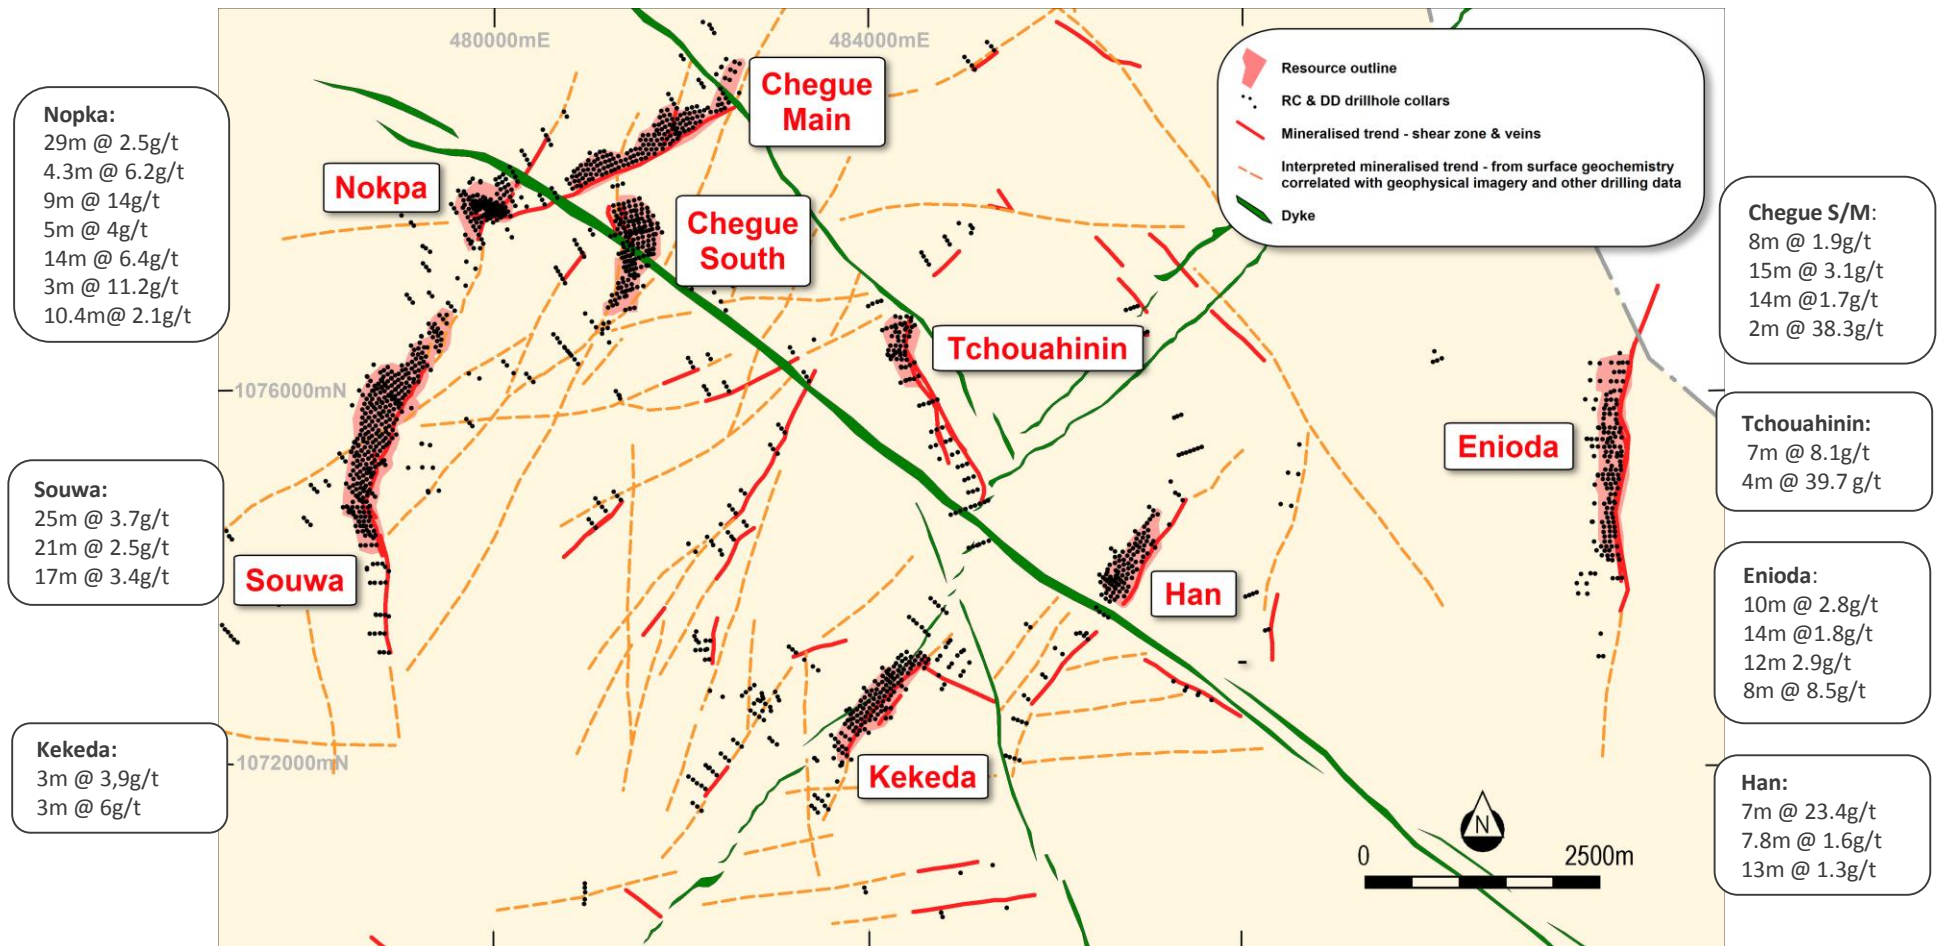 480000mE
484000mE
Resource outline
RC & DD drillhole collars
Mineralised trend - shear zone & veins
Interpreted mineralised trend - from surface geochemistry
correlated with geophysical imagery and other drilling data
Dyke
Chegue
Main
Nopka:
29m @ 2.5g/t
4.3m @ 6.2g/t
9m @ 14g/t
5m @ 4g/t
14m @ 6.4g/t
3m @ 11.2g/t
10.4m@ 2.1g/t
Nokpa
Chegue
South
Chegue S/M:
8m @ 1.9g/t
15m @ 3.1g/t
14m @1.7g/t
2m @ 38.3g/t
Tchouahinin
1076000mN
Enioda
Tchouahinin:
7m @ 8.1g/t
4m @ 39.7 g/t
Souwa:
25m @ 3.7g/t
21m @ 2.5g/t
17m @ 3.4g/t
Souwa
Han
Enioda:
10m @ 2.8g/t
14m @1.8g/t
12m 2.9g/t
8m @ 8.5g/t
Kekeda:
3m @ 3,9g/t
3m @ 6g/t
1072000mN
Kekeda
Han:
7m @ 23.4g/t
7.8m @ 1.6g/t
13m @ 1.3g/t
N
0 2500m